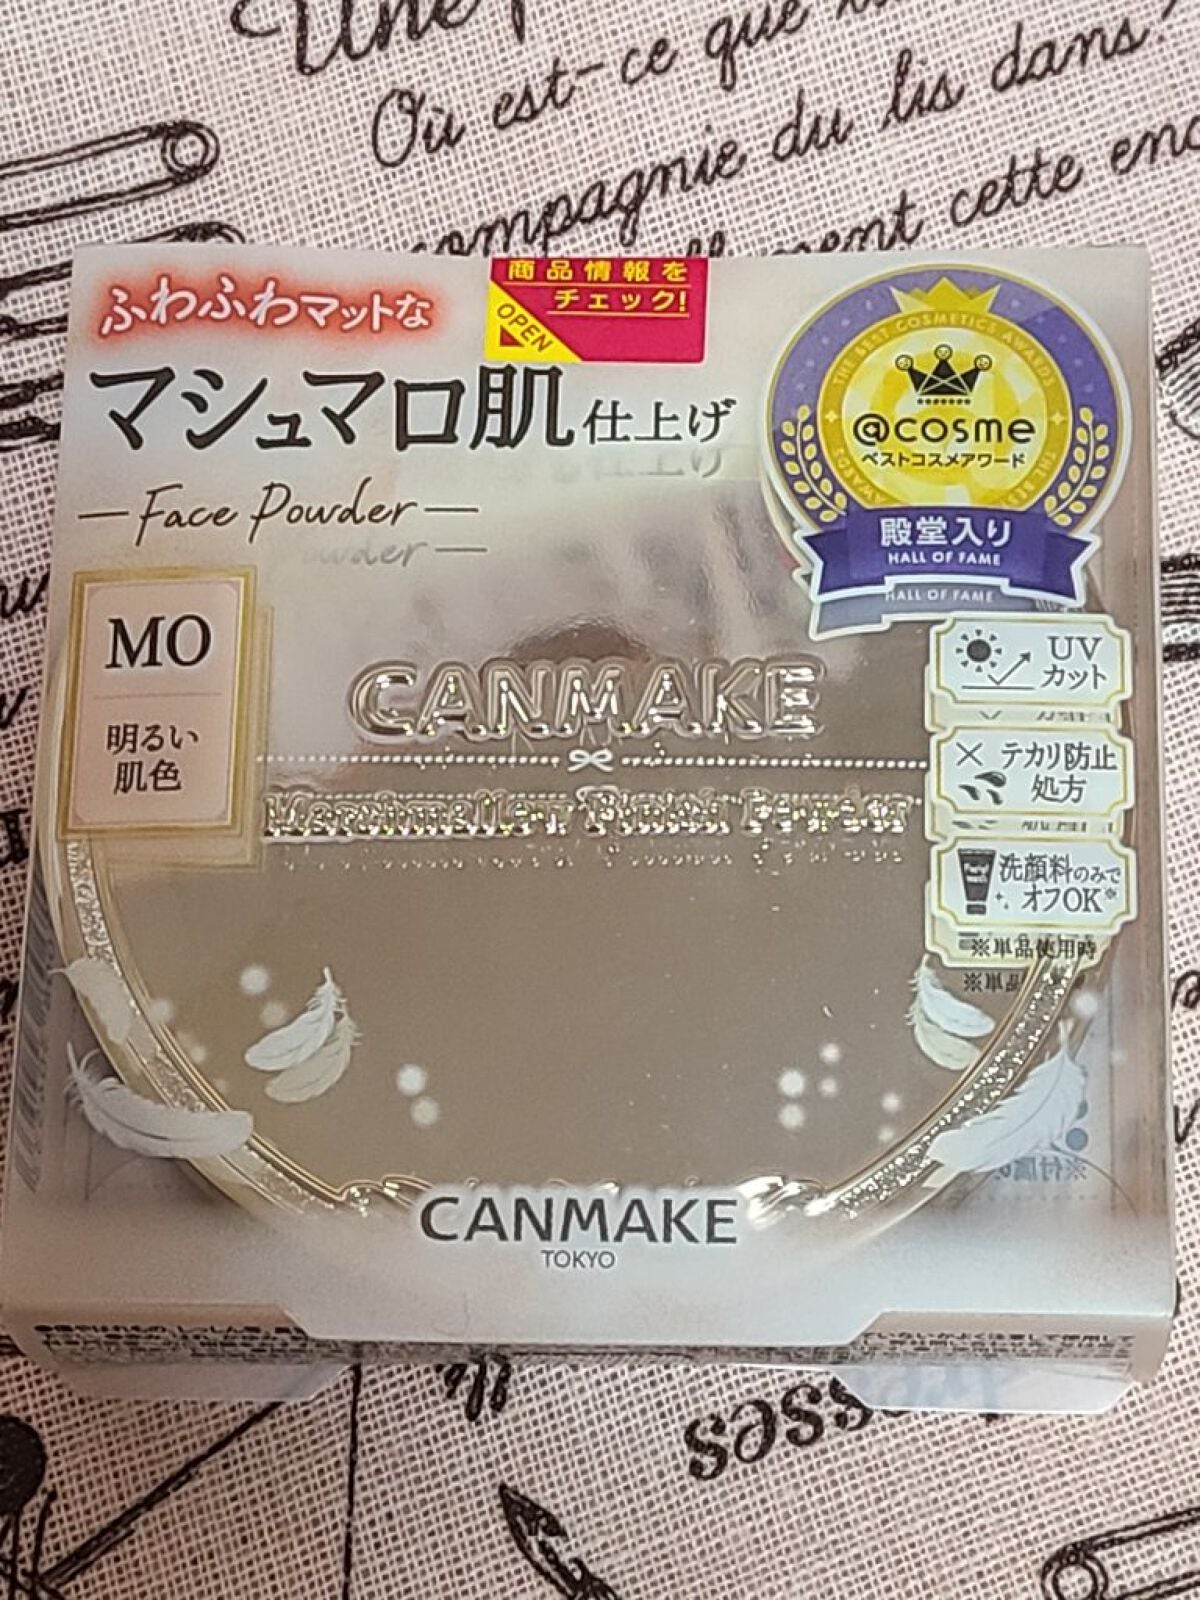 Une
Où est-ce que
compagnie du lis dans
ment cette
商品情報を
チェック!
OPEN
ふわふわマットな
マシュマロ肌仕上げ
Face Powder
THE BEST COSMETICS AWARDS
@cosme
ベストコスメアワード
殿堂入り
HALL OF FAME
MO
明るい
肌色
UV
カット
テカリ防止
処方
洗顔料のみで
オフOK※
※単品使用時
CANMAKE
Marshmallow Finish Powder
CANMAKE
TOKYO